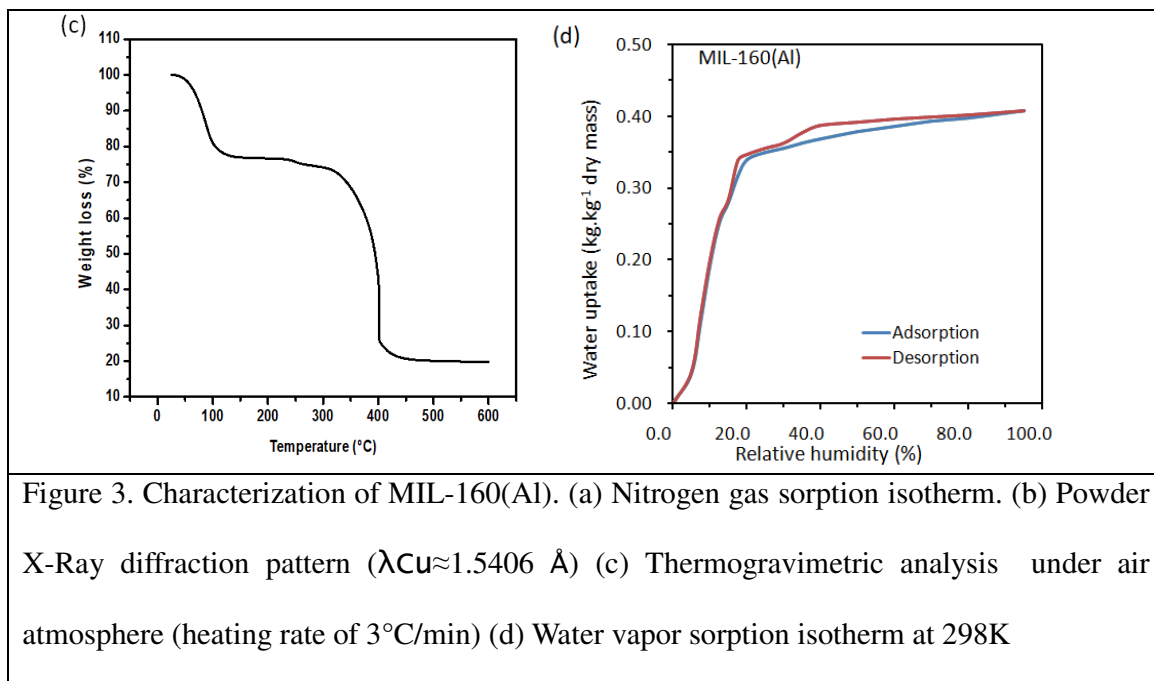 (c)
110
100
90
80
70
60
50
40
30
20
10
Weight loss (%)
0 100 200 300 400 500 600
Temperature (°C)
(d)
0.50
0.40
0.30
0.20
0.10
0.00
Water uptake (kg.kg⁻¹ dry mass)
MIL-160(Al)
Adsorption
Desorption
0.0 20.0 40.0 60.0 80.0 100.0
Relative humidity (%)
Figure 3. Characterization of MIL-160(Al). (a) Nitrogen gas sorption isotherm. (b) Powder
X-Ray diffraction pattern (λCu≈1.5406 Å) (c) Thermogravimetric analysis under air
atmosphere (heating rate of 3°C/min) (d) Water vapor sorption isotherm at 298K